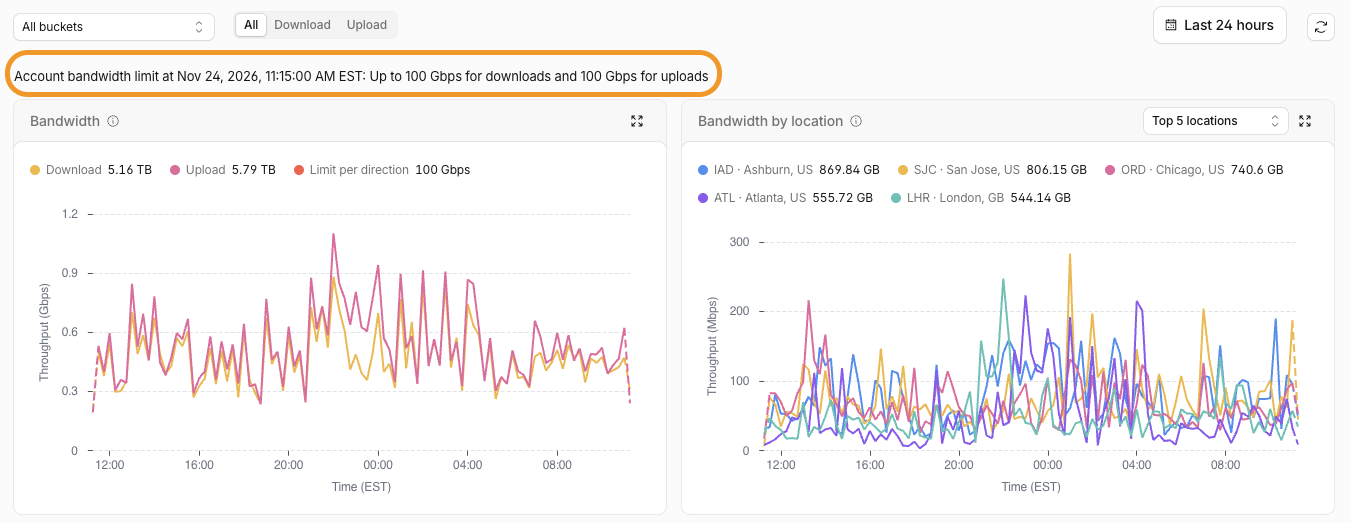 All buckets
All Download Upload
Last 24 hours
Account bandwidth limit at Nov 24, 2026, 11:15:00 AM EST: Up to 100 Gbps for downloads and 100 Gbps for uploads
Bandwidth
Download 5.16 TB Upload 5.79 TB Limit per direction 100 Gbps
1.2
0.9
0.6
0.3
0
Throughput (Gbps)
12:00 16:00 20:00 00:00 04:00 08:00
Time (EST)
Bandwidth by location
Top 5 locations
IAD · Ashburn, US 869.84 GB SJC · San Jose, US 806.15 GB ORD · Chicago, US 740.6 GB
ATL · Atlanta, US 555.72 GB LHR · London, GB 544.14 GB
300
200
100
0
Throughput (Mbps)
12:00 16:00 20:00 00:00 04:00 08:00
Time (EST)